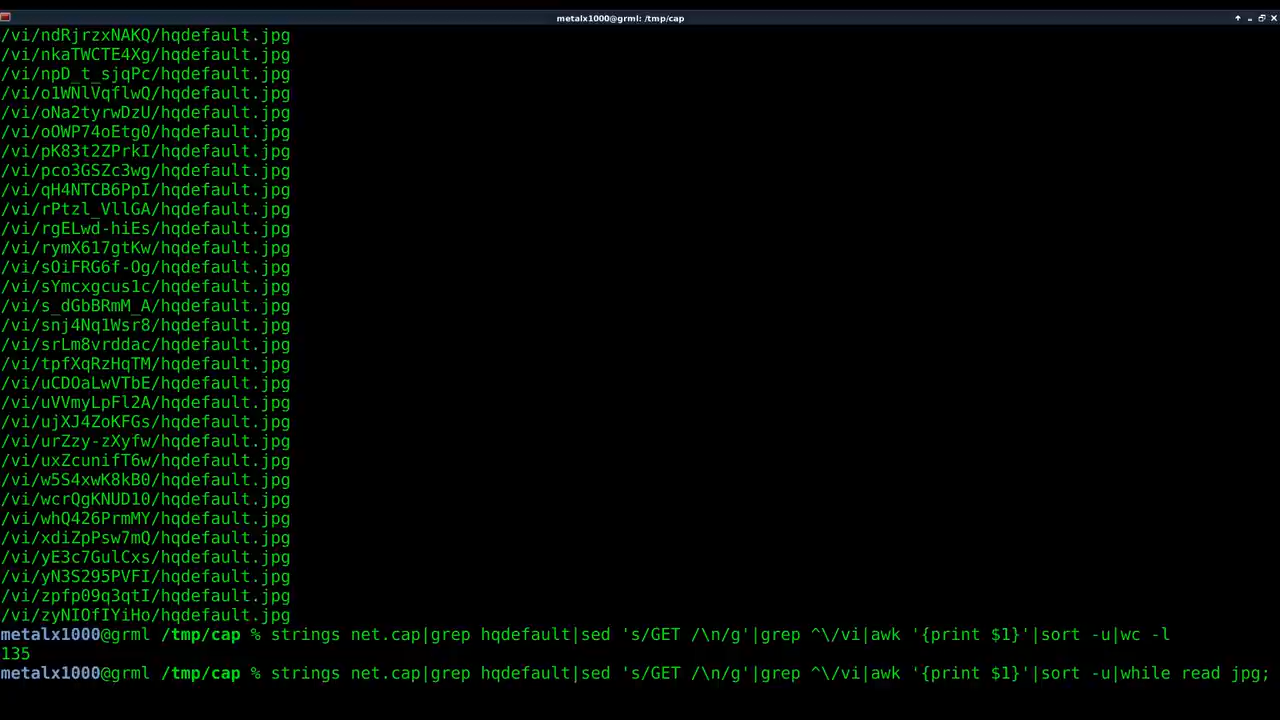 metalx1000@grml: /tmp/cap
/vi/ndRjrzxNAKQ/hqdefault.jpg
/vi/nkaTWCTE4Xg/hqdefault.jpg
/vi/npD_t_sjqPc/hqdefault.jpg
/vi/o1WNlVqflwQ/hqdefault.jpg
/vi/oNa2tyrwDzU/hqdefault.jpg
/vi/oOWP74oEtg0/hqdefault.jpg
/vi/pK83t2ZPrkI/hqdefault.jpg
/vi/pco3GSZc3wg/hqdefault.jpg
/vi/qH4NTCB6PpI/hqdefault.jpg
/vi/rPtzl_VllGA/hqdefault.jpg
/vi/rgELwd-hiEs/hqdefault.jpg
/vi/rymX617gtKw/hqdefault.jpg
/vi/sOiFRG6f-Og/hqdefault.jpg
/vi/sYmcxgcus1c/hqdefault.jpg
/vi/s_dGbBRmM_A/hqdefault.jpg
/vi/snj4Nq1Wsr8/hqdefault.jpg
/vi/srLm8vrddac/hqdefault.jpg
/vi/tpfXqRzHqTM/hqdefault.jpg
/vi/uCDOaLwVTbE/hqdefault.jpg
/vi/uVVmyLpFl2A/hqdefault.jpg
/vi/ujXJ4ZoKFGs/hqdefault.jpg
/vi/urZzy-zXyfw/hqdefault.jpg
/vi/uxZcunifT6w/hqdefault.jpg
/vi/w5S4xwK8kB0/hqdefault.jpg
/vi/wcrQgKNUD10/hqdefault.jpg
/vi/whQ426PrmMY/hqdefault.jpg
/vi/xdiZpPsw7mQ/hqdefault.jpg
/vi/yE3c7GulCxs/hqdefault.jpg
/vi/yN3S295PVFI/hqdefault.jpg
/vi/zpfp09q3qtI/hqdefault.jpg
/vi/zyNIOfIYiHo/hqdefault.jpg
metalx1000@grml /tmp/cap % strings net.cap|grep hqdefault|sed 's/GET /\n/g'|grep ^\/vi|awk '{print $1}'|sort -u|wc -l
135
metalx1000@grml /tmp/cap % strings net.cap|grep hqdefault|sed 's/GET /\n/g'|grep ^\/vi|awk '{print $1}'|sort -u|while read jpg;